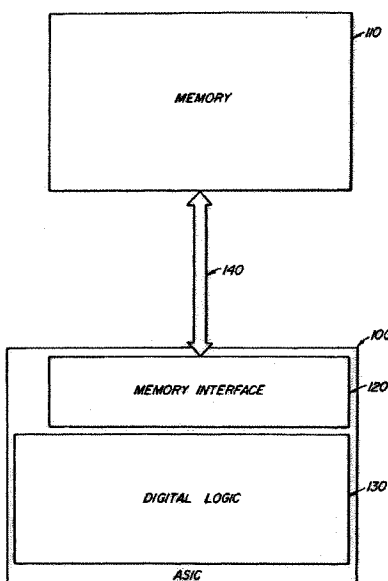 110
MEMORY
140
100
MEMORY INTERFACE
120
DIGITAL LOGIC
130
ASIC